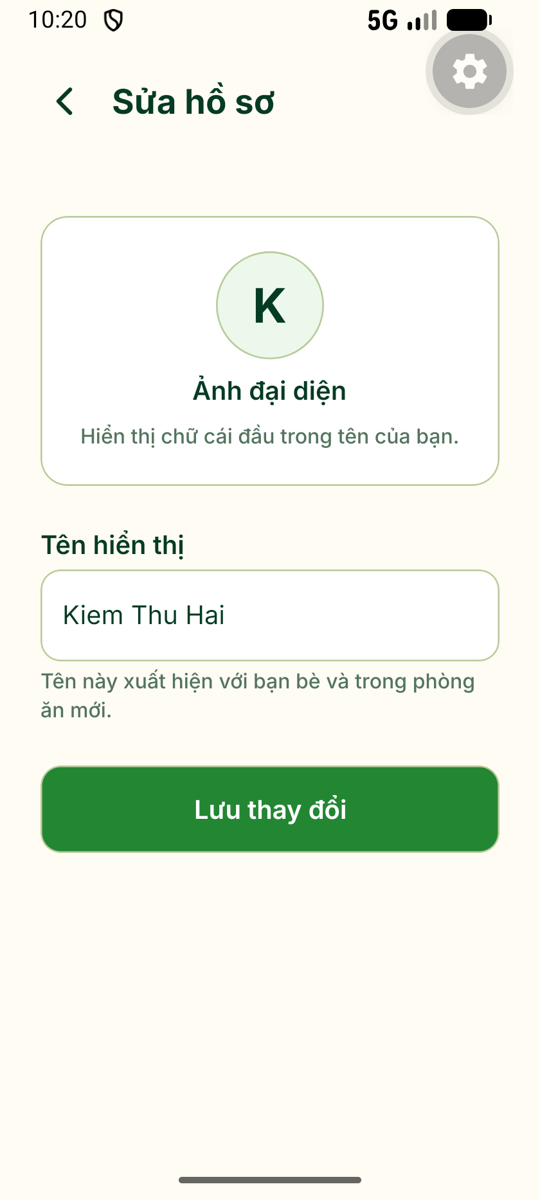 10:20
5G
Sửa hồ sơ
K
Ảnh đại diện
Hiển thị chữ cái đầu trong tên của bạn.
Tên hiển thị
Kiem Thu Hai
Tên này xuất hiện với bạn bè và trong phòng
ăn mới.
Lưu thay đổi